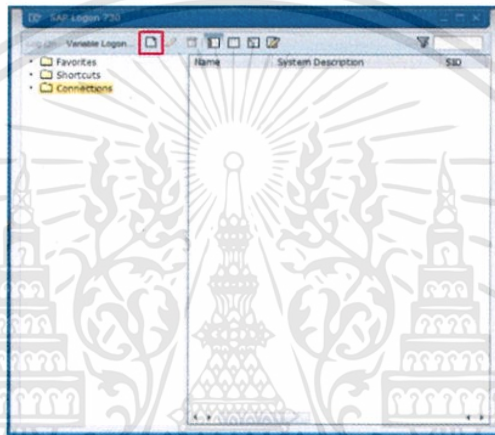 SAP Logon 730
Log On Variable Logon...
Favorites
Shortcuts
Connections
Name System Description SID